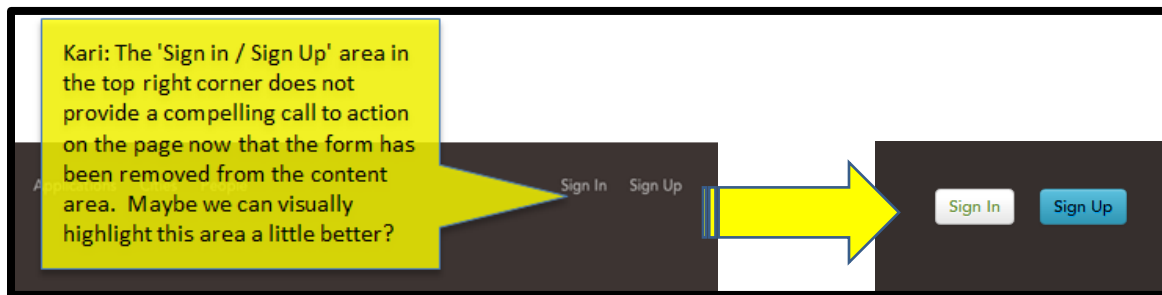 Kari: The 'Sign in / Sign Up' area in
the top right corner does not
provide a compelling call to action
on the page now that the form has
been removed from the content
area.  Maybe we can visually
highlight this area a little better?
Applications Cities People
Sign In Sign Up
Sign In Sign Up